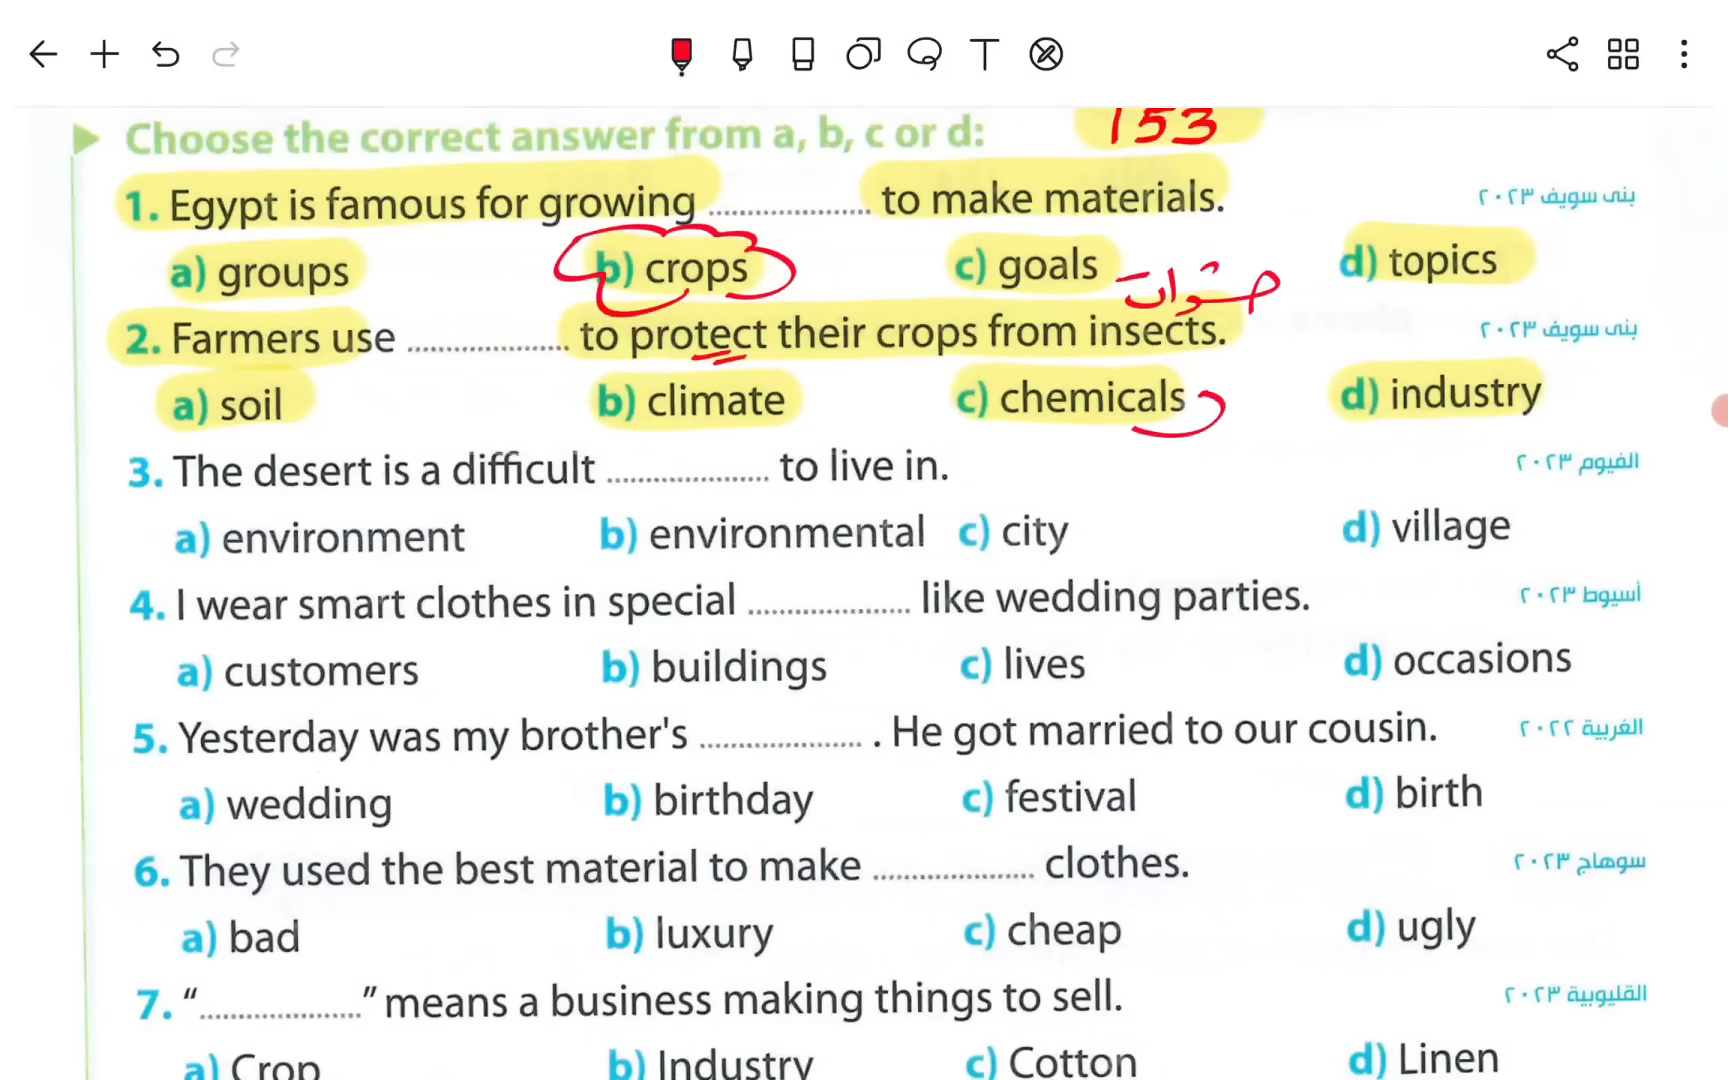 Choose the correct answer from a, b, c or d: 153
1. Egypt is famous for growing .................... to make materials. بنى سويف ٢٠٢٣
a) groups b) crops c) goals d) topics
حشرات
2. Farmers use .................... to protect their crops from insects. بنى سويف ٢٠٢٣
a) soil b) climate c) chemicals d) industry
3. The desert is a difficult .................... to live in. الفيوم ٢٠٢٣
a) environment b) environmental c) city d) village
4. I wear smart clothes in special .................... like wedding parties. أسيوط ٢٠٢٣
a) customers b) buildings c) lives d) occasions
5. Yesterday was my brother's .................... . He got married to our cousin. الغربية ٢٠٢٢
a) wedding b) birthday c) festival d) birth
6. They used the best material to make .................... clothes. سوهاج ٢٠٢٣
a) bad b) luxury c) cheap d) ugly
7. “....................” means a business making things to sell. القليوبية ٢٠٢٣
a) Crop b) Industry c) Cotton d) Linen